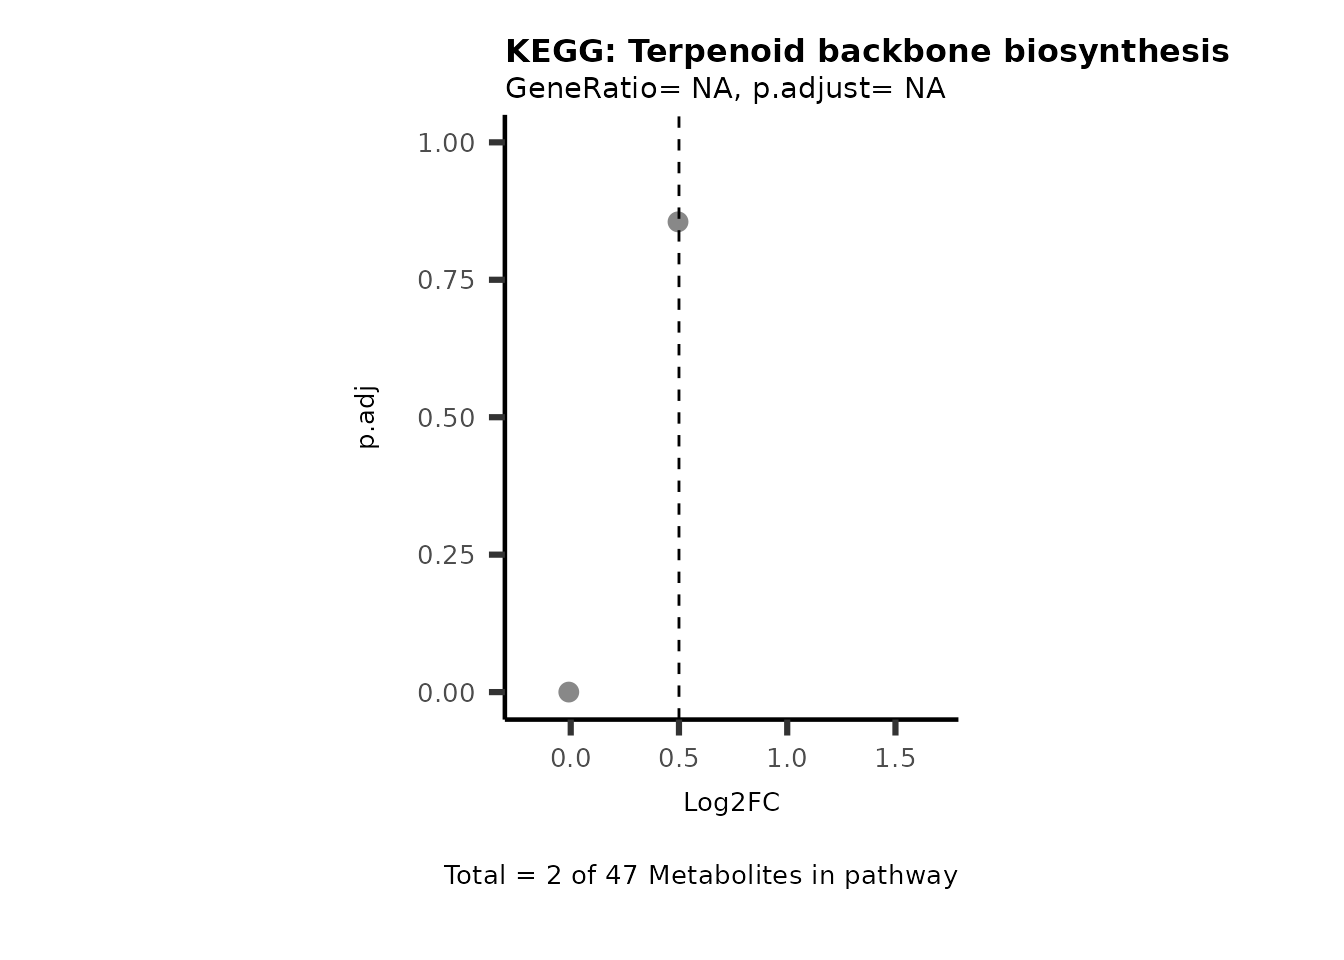 KEGG: Terpenoid backbone biosynthesis
GeneRatio= NA, p.adjust= NA
1.00
0.75
0.50
0.25
0.00
p.adj
0.0 0.5 1.0 1.5
Log2FC
Total = 2 of 47 Metabolites in pathway